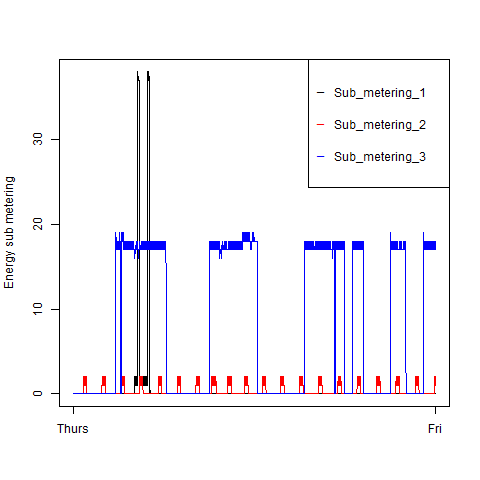 Sub_metering_1
Sub_metering_2
Sub_metering_3
Energy sub metering
30
20
10
0
Thurs
Fri